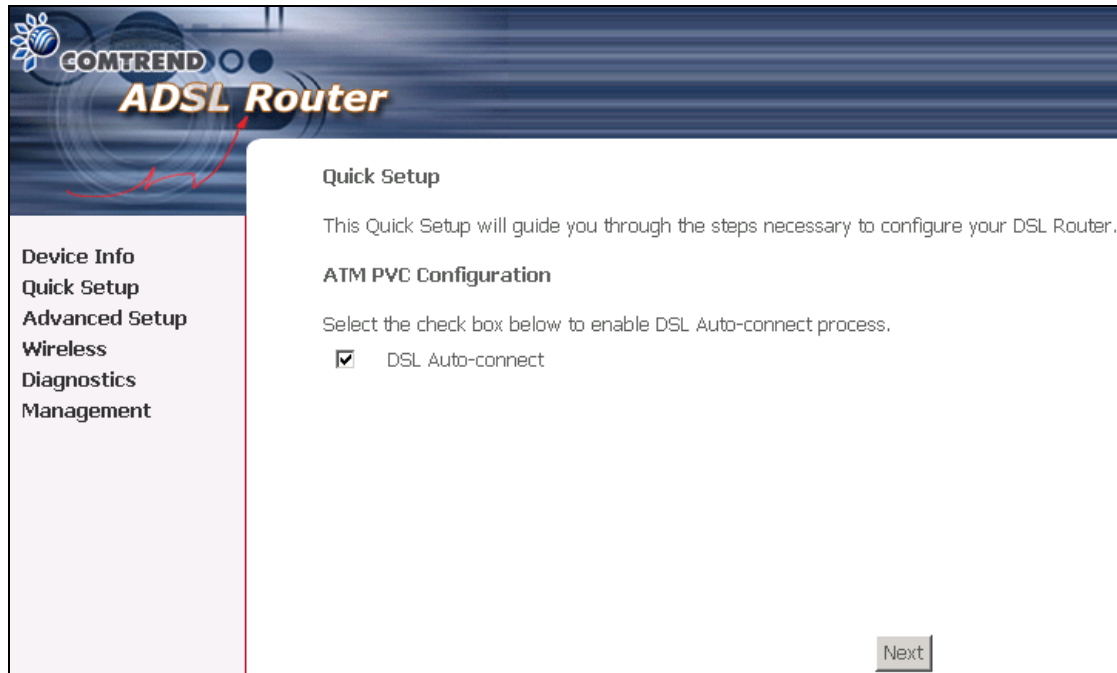 COMTREND
ADSL Router
Device Info
Quick Setup
Advanced Setup
Wireless
Diagnostics
Management
Quick Setup
This Quick Setup will guide you through the steps necessary to configure your DSL Router.
ATM PVC Configuration
Select the check box below to enable DSL Auto-connect process.
DSL Auto-connect
Next